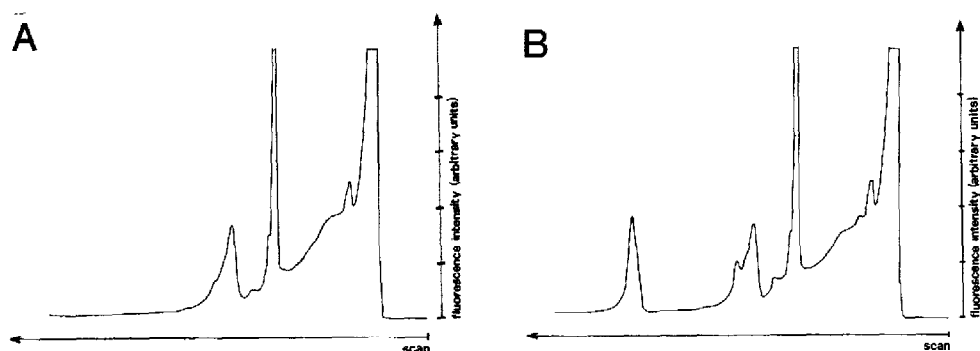 A
fluorescence intensity (arbitrary units)
scan
B
fluorescence intensity (arbitrary units)
scan